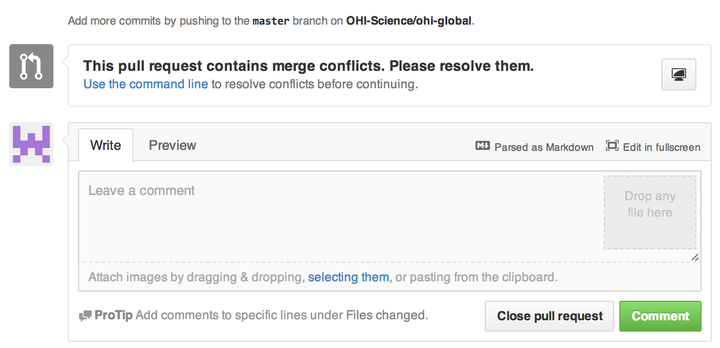 Add more commits by pushing to the master branch on OHI-Science/ohi-global.
This pull request contains merge conflicts. Please resolve them.
Use the command line to resolve conflicts before continuing.
Write Preview Parsed as Markdown Edit in fullscreen
Leave a comment
Drop any
file here
Attach images by dragging & dropping, selecting them, or pasting from the clipboard.
ProTip Add comments to specific lines under Files changed.
Close pull request Comment